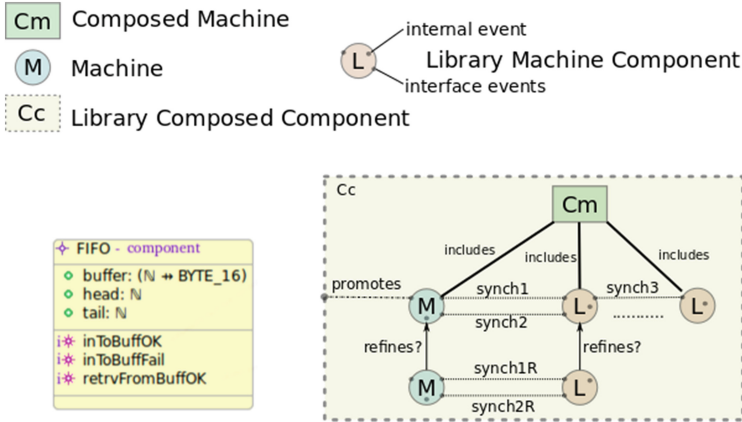 Cm Composed Machine
internal event
M Machine
L Library Machine Component
interface events
Cc Library Composed Component
Cc
Cm
FIFO - component
buffer: (ℕ ⇸ BYTE_16)
head: ℕ
tail: ℕ
inToBuffOK
inToBuffFail
retrvFromBuffOK
includes
includes
includes
promotes
M
synch1
L
synch3
L
synch2
..........
refines?
refines?
M
synch1R
L
synch2R